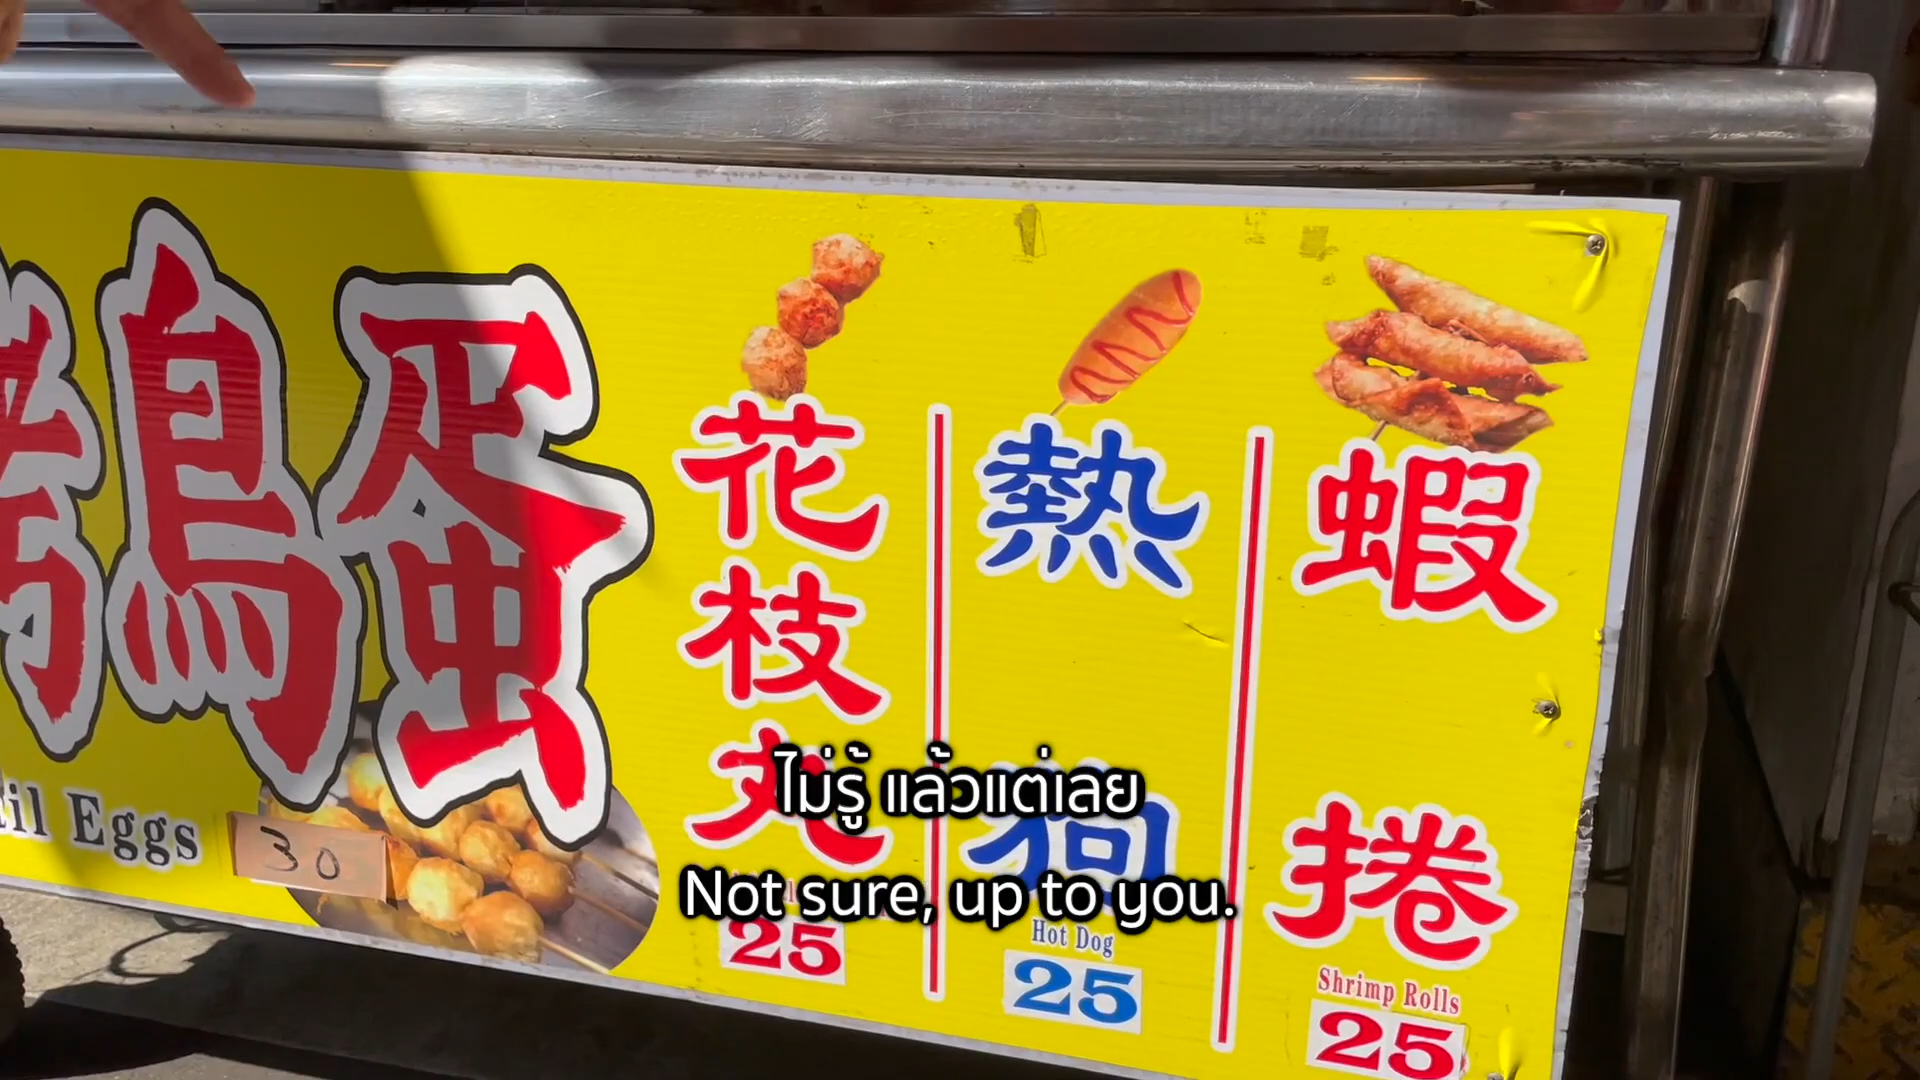 烤鳥蛋
Eggs
30
花枝丸
25
熱狗
Hot Dog
25
蝦捲
Shrimp Rolls
25
ไม่รู้ แล้วแต่เลย
Not sure, up to you.